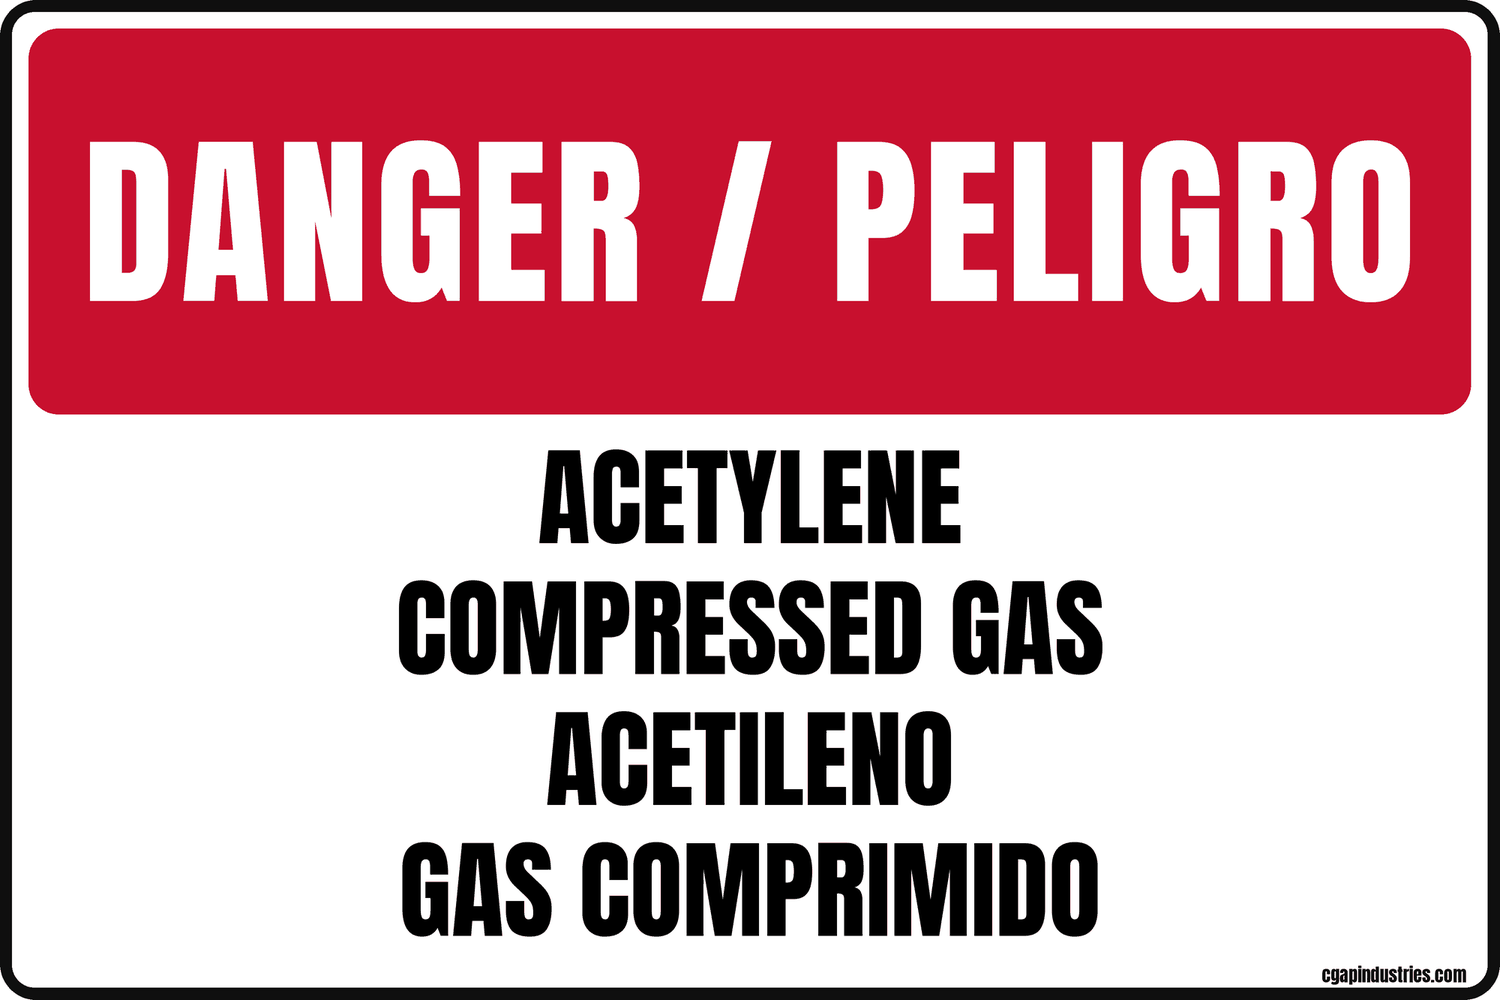 DANGER / PELIGRO
ACETYLENE
COMPRESSED GAS
ACETILENO
GAS COMPRIMIDO
cgapindustries.com